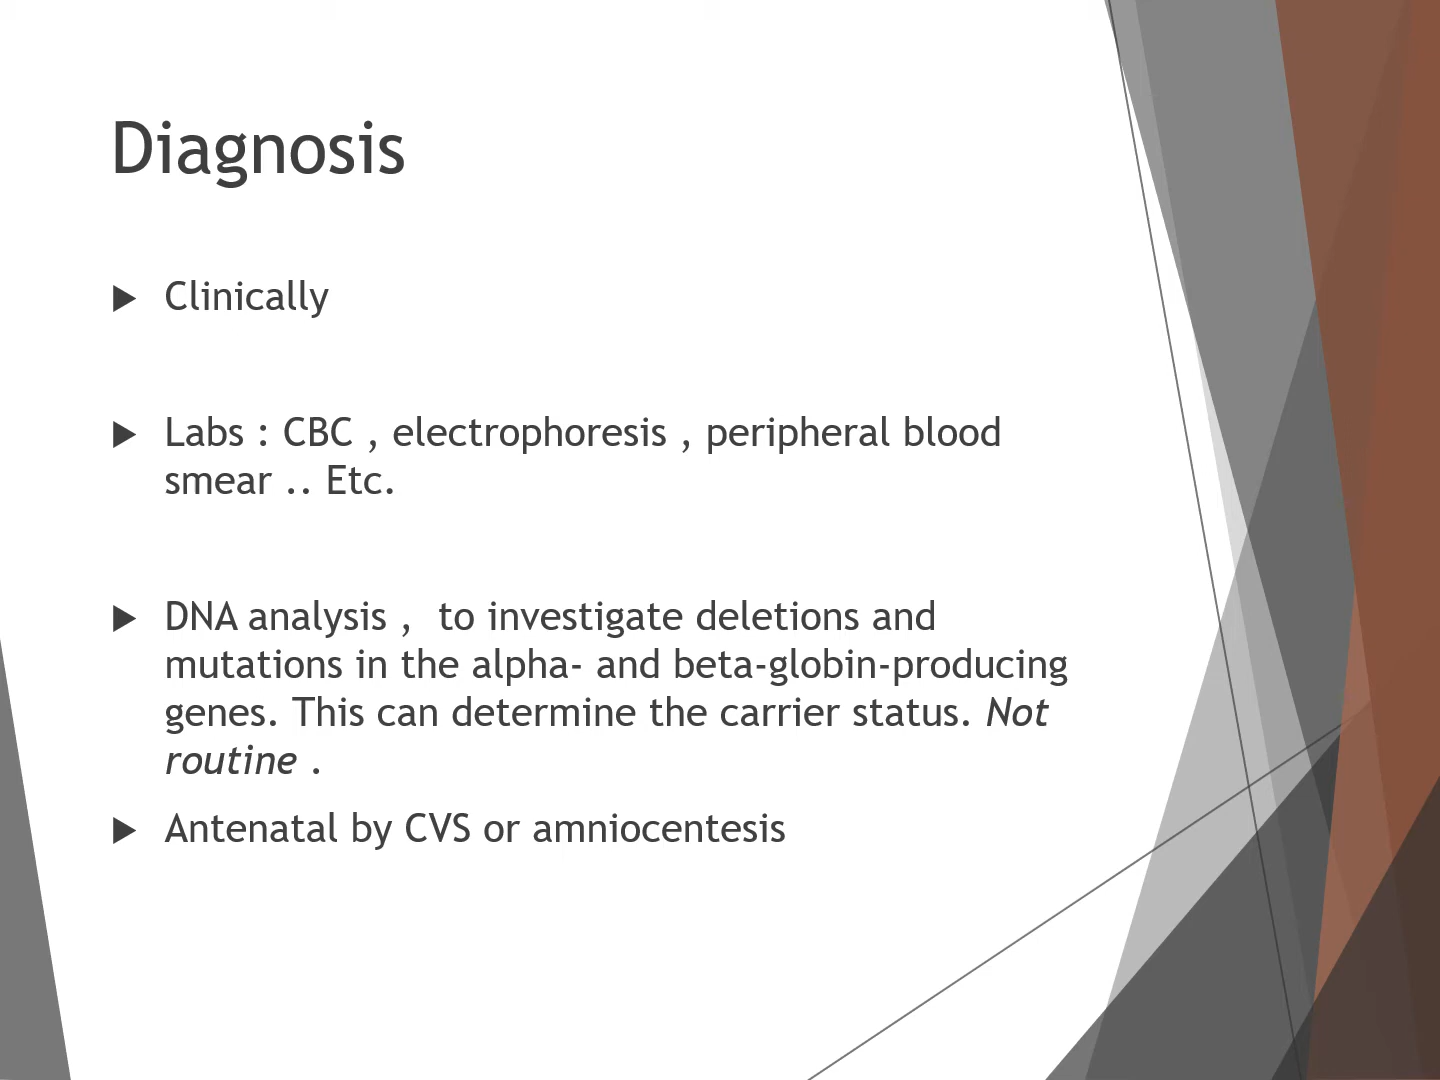 Diagnosis
Clinically
Labs : CBC , electrophoresis , peripheral blood
smear .. Etc.
DNA analysis ,  to investigate deletions and
mutations in the alpha- and beta-globin-producing
genes. This can determine the carrier status. Not
routine .
Antenatal by CVS or amniocentesis